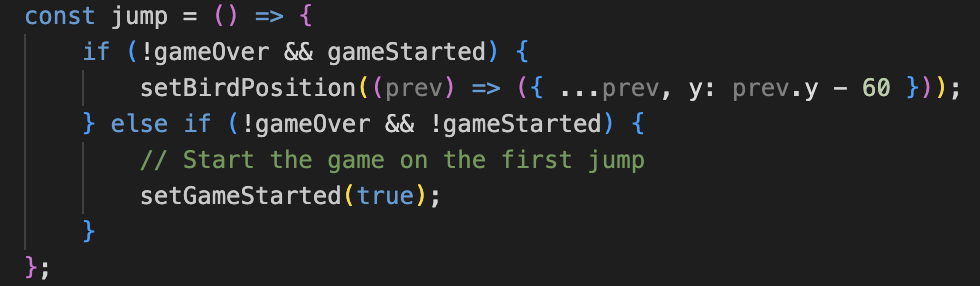 const jump = () => {
    if (!gameOver && gameStarted) {
        setBirdPosition((prev) => ({ ...prev, y: prev.y - 60 }));
    } else if (!gameOver && !gameStarted) {
        // Start the game on the first jump
        setGameStarted(true);
    }
};